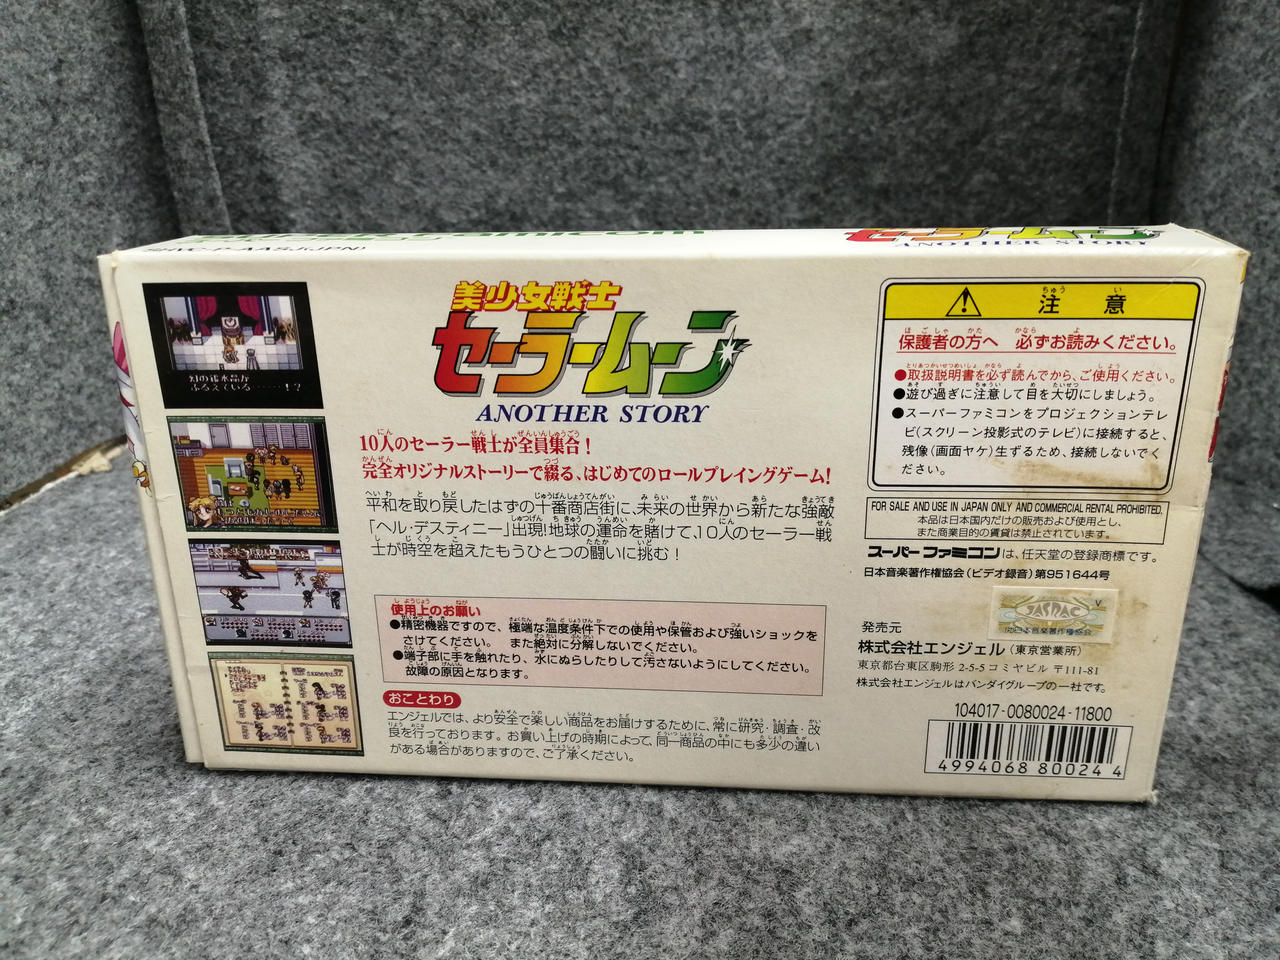 セーラームーン
ANOTHER STORY
美少女戦士
セーラームーン
ANOTHER STORY
10人のセーラー戦士が全員集合!
完全オリジナルストーリーで綴る、はじめてのロールプレイングゲーム!
平和を取り戻したはずの十番商店街に、未来の世界から新たな強敵
「ヘル・デスティニー」出現!地球の運命を賭けて、10人のセーラー戦
士が時空を超えたもうひとつの闘いに挑む!
使用上のお願い
●精密機器ですので、極端な温度条件下での使用や保管および強いショックを
さけてください。また絶対に分解しないでください。
●端子部に手を触れたり、水にぬらしたりして汚さないようにしてください。
故障の原因となります。
おことわり
エンジェルでは、より安全で楽しい商品をお届けするために、常に研究・調査・改
良を行っております。お買い上げの時期によって、同一商品の中にも多少の違い
がある場合がありますので、ご了承ください。
注意
保護者の方へ 必ずお読みください。
●取扱説明書を必ず読んでから、ご使用ください。
●遊び過ぎに注意して目を大切にしましょう。
●スーパーファミコンをプロジェクションテレ
ビ(スクリーン投影式のテレビ)に接続すると、
残像(画面ヤケ)生ずるため、接続しないでく
ださい。
FOR SALE AND USE IN JAPAN ONLY AND COMMERCIAL RENTAL PROHIBITED.
本品は日本国内だけの販売および使用とし、
また商業目的の賃貸は禁止されています。
スーパーファミコンは、任天堂の登録商標です。
日本音楽著作権協会(ビデオ録音)第951644号
JASRAC
V
発売元
株式会社エンジェル(東京営業所)
東京都台東区駒形 2-5-5 コミヤビル 〒111-81
株式会社エンジェルはバンダイグループの一社です。
104017-0080024-11800
4994068 80024 4